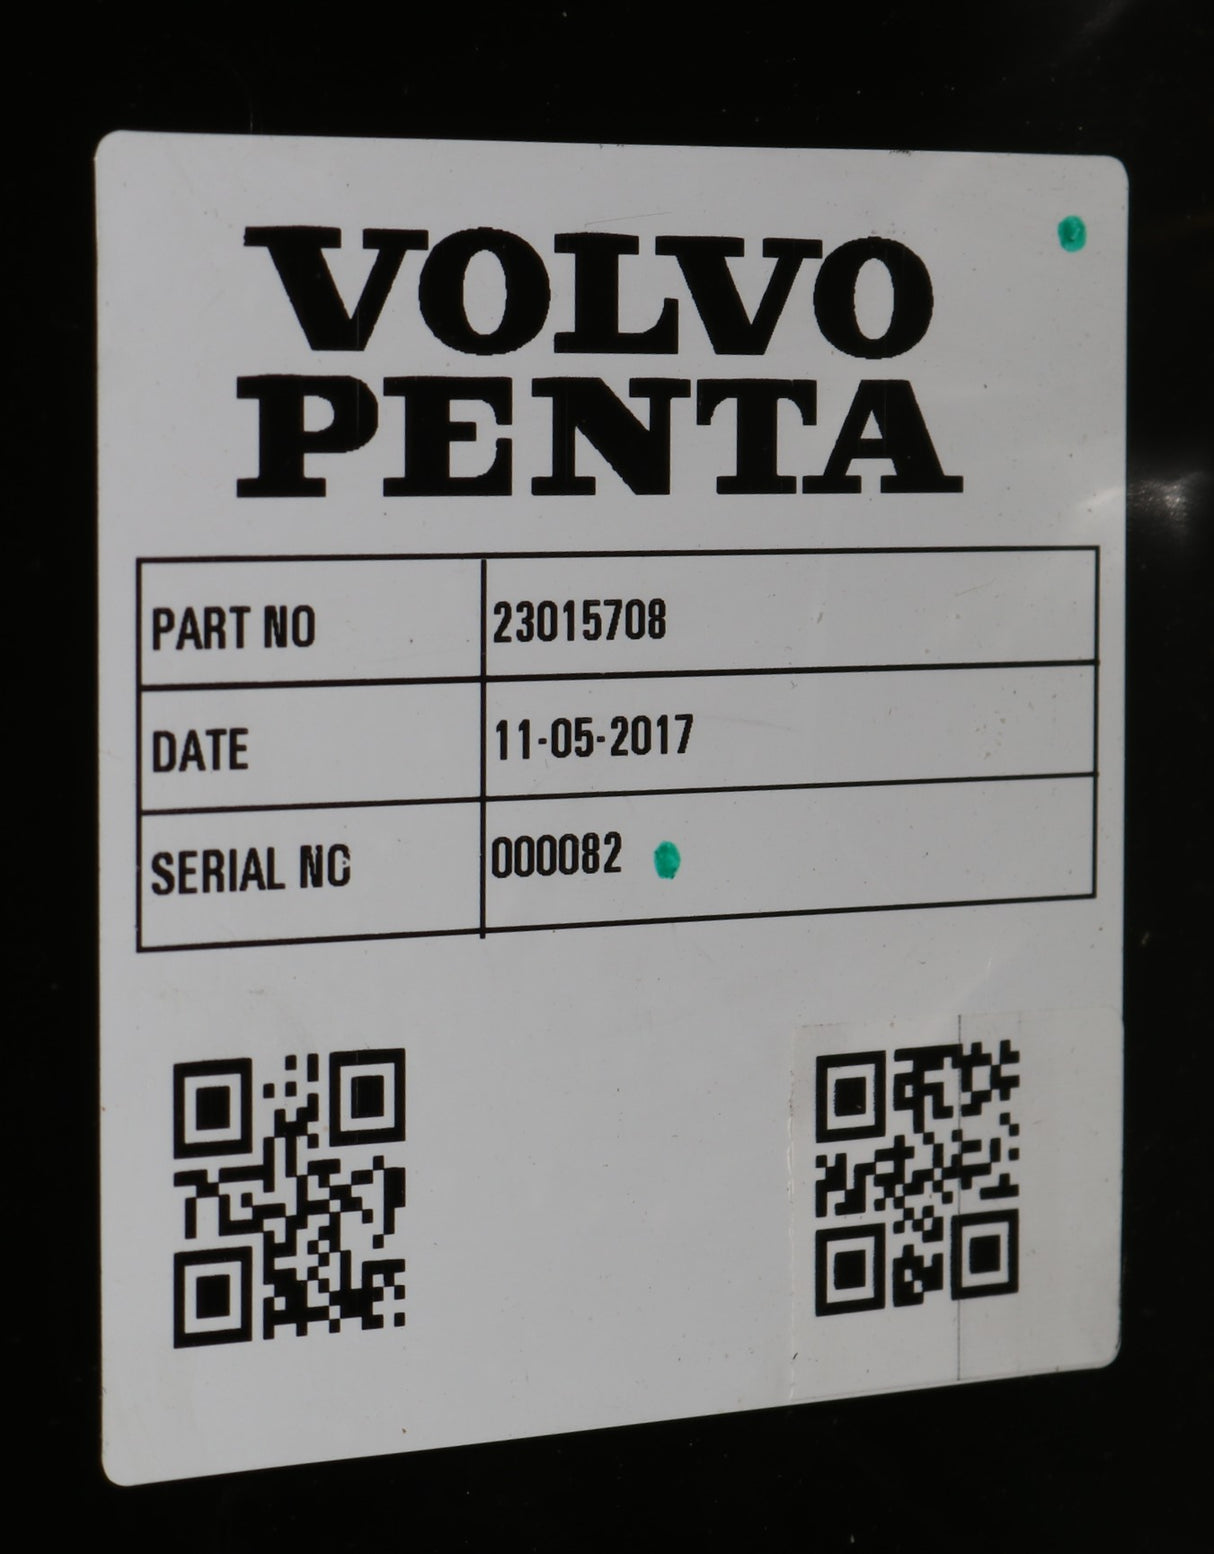 VOLVO
PENTA
PART NO 23015708
DATE 11-05-2017
SERIAL NO 000082